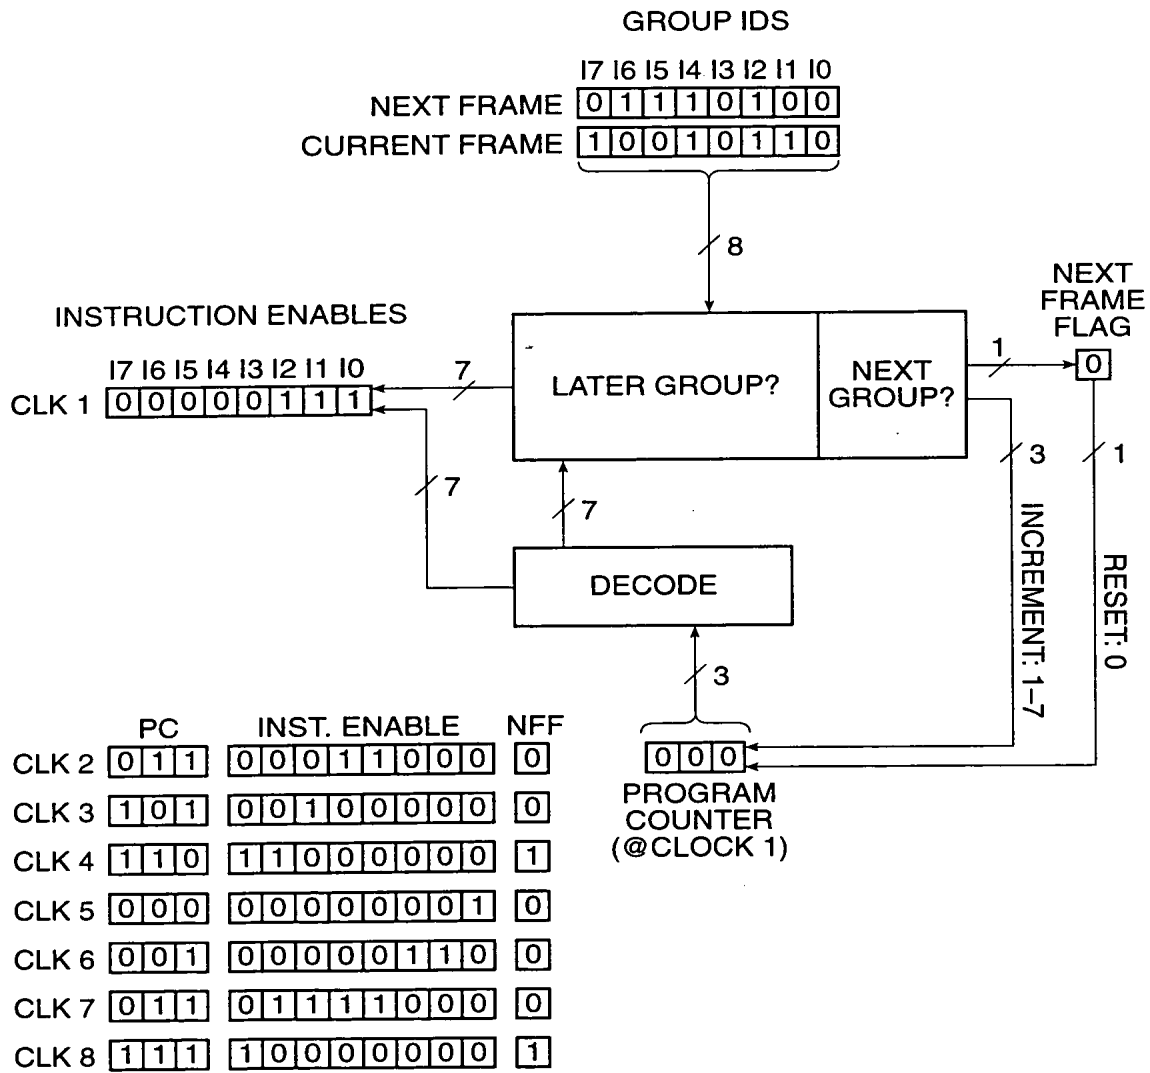 GROUP IDS
I7 I6 I5 I4 I3 I2 I1 I0
NEXT FRAME 0 1 1 1 0 1 0 0
CURRENT FRAME 1 0 0 1 0 1 1 0
8
NEXT
FRAME
FLAG
0
INSTRUCTION ENABLES
I7 I6 I5 I4 I3 I2 I1 I0
CLK 1 0 0 0 0 0 1 1 1
7
LATER GROUP?
NEXT
GROUP?
1
3
1
7
7
INCREMENT: 1–7
RESET: 0
DECODE
3
0 0 0
PROGRAM
COUNTER
(@CLOCK 1)
PC INST. ENABLE NFF
CLK 2 0 1 1 0 0 0 1 1 0 0 0 0
CLK 3 1 0 1 0 0 1 0 0 0 0 0 0
CLK 4 1 1 0 1 1 0 0 0 0 0 0 1
CLK 5 0 0 0 0 0 0 0 0 0 0 1 0
CLK 6 0 0 1 0 0 0 0 0 1 1 0 0
CLK 7 0 1 1 0 1 1 1 1 0 0 0 0
CLK 8 1 1 1 1 0 0 0 0 0 0 0 1